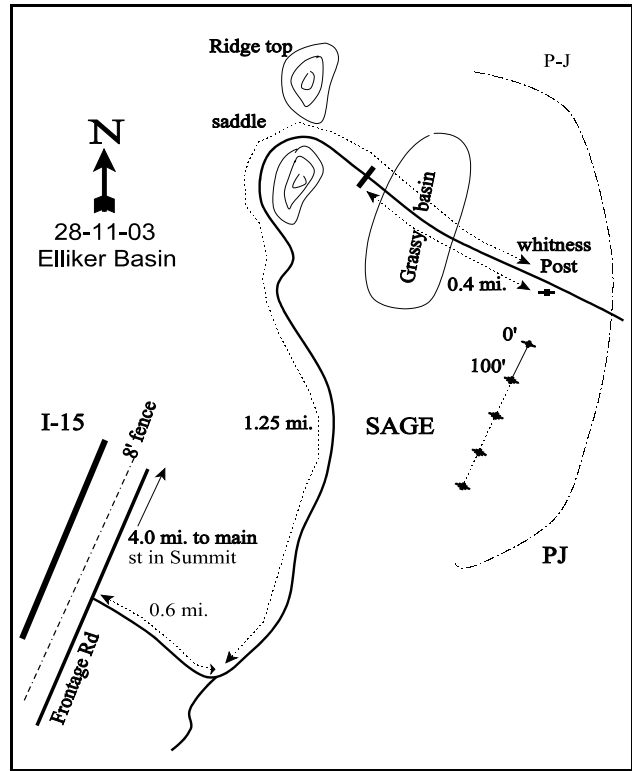 Ridge top
P-J
saddle
N
28-11-03
Elliker Basin
Grassy basin
whitness
Post
0.4 mi.
0'
100'
I-15
8' fence
1.25 mi.
SAGE
4.0 mi. to main
st in Summit
PJ
0.6 mi.
Frontage Rd